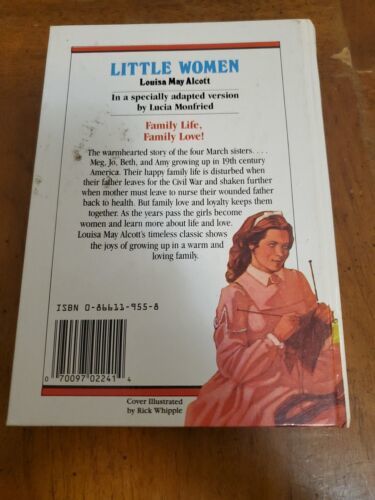 LITTLE WOMEN
Louisa May Alcott
In a specially adapted version
by Lucia Monfried
Family Life,
Family Love!
The warmhearted story of the four March sisters. . . .
Meg, Jo, Beth, and Amy growing up in 19th century
America. Their happy family life is disturbed when
their father leaves for the Civil War and shaken further
when mother must leave to nurse their wounded father
back to health. But family love and loyalty keeps them
together. As the years pass the girls become
women and learn more about life and love.
Louisa May Alcott's timeless classic shows
the joys of growing up in a warm and
loving family.
ISBN 0-86611-955-8
0 70097 02241 4
Cover Illustrated
by Rick Whipple